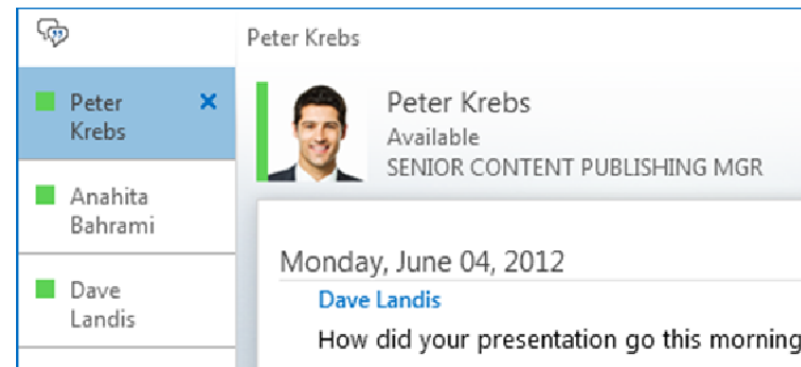 Peter Krebs
Peter
Krebs
Anahita
Bahrami
Dave
Landis
Peter Krebs
Available
SENIOR CONTENT PUBLISHING MGR
Monday, June 04, 2012
Dave Landis
How did your presentation go this morning